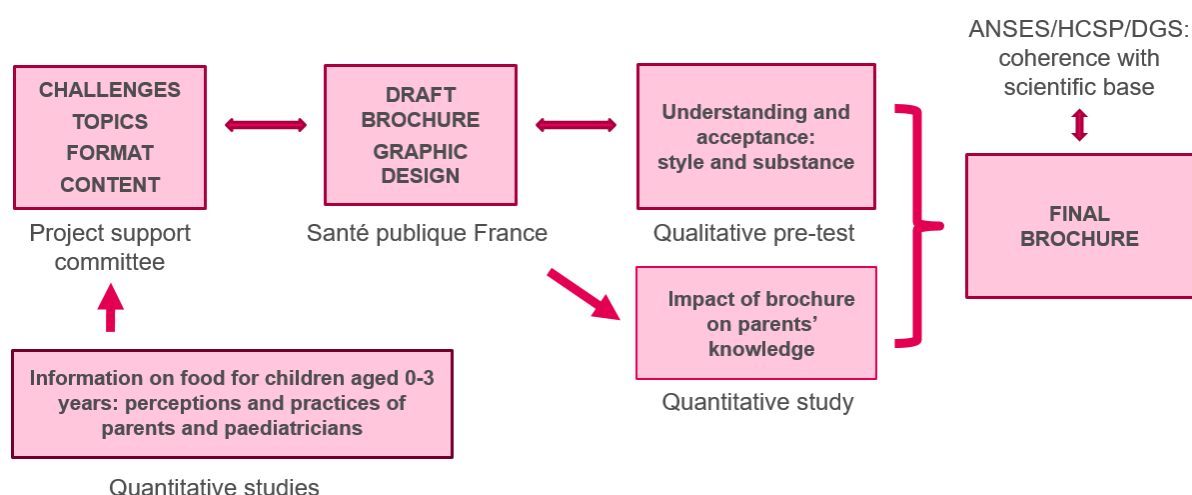 ANSES/HCSP/DGS:
coherence with
scientific base
CHALLENGES
TOPICS
FORMAT
CONTENT
Project support
committee
DRAFT
BROCHURE
GRAPHIC
DESIGN
Santé publique France
Understanding and
acceptance:
style and substance
Qualitative pre-test
FINAL
BROCHURE
Impact of brochure
on parents’
knowledge
Quantitative study
Information on food for children aged 0-3
years: perceptions and practices of
parents and paediatricians
Quantitative studies